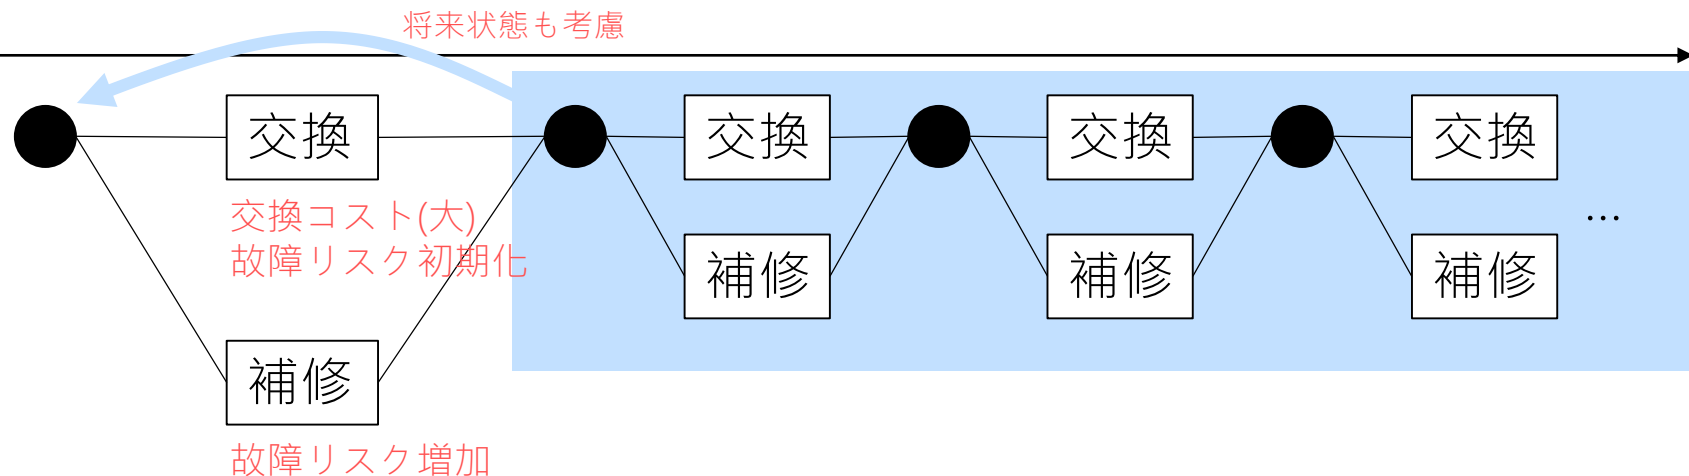 将来状態も考慮
交換
交換
交換
交換
交換コスト(大)
故障リスク初期化
…
補修
補修
補修
補修
故障リスク増加